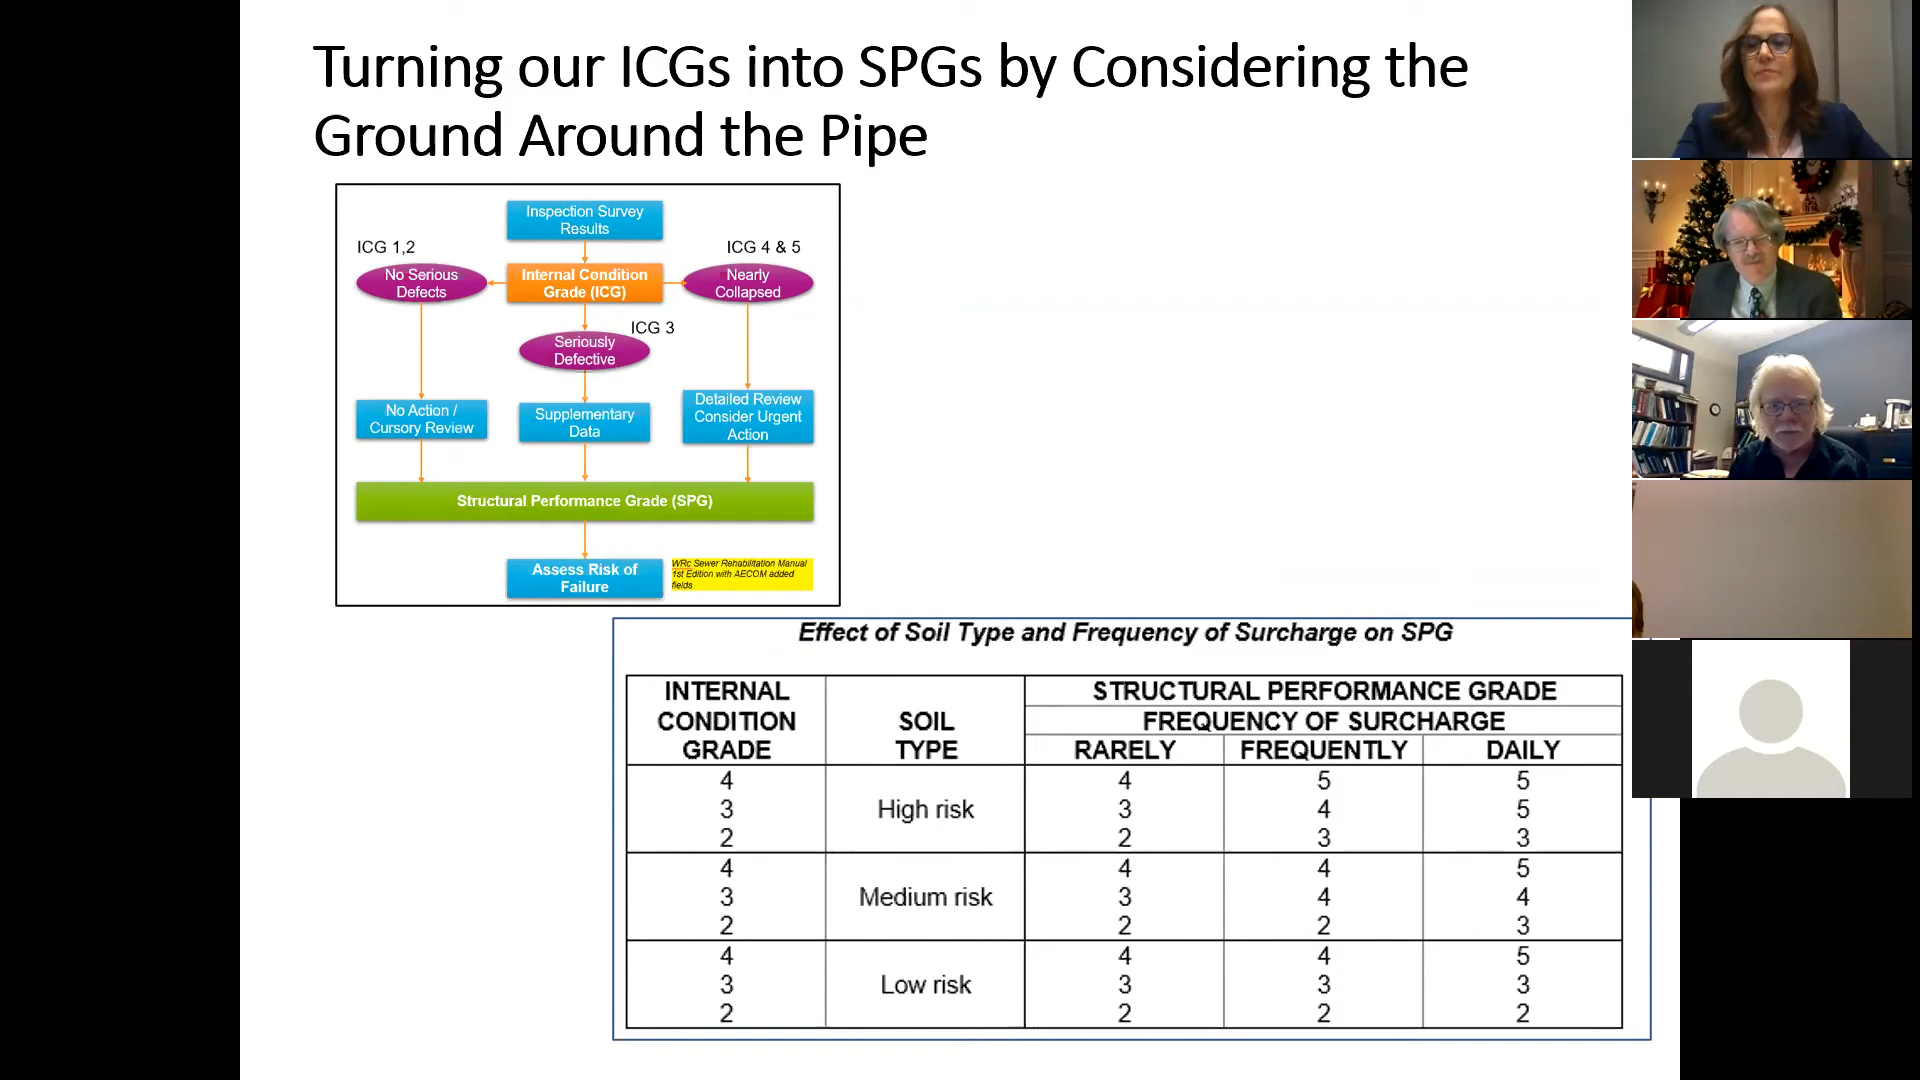 Turning our ICGs into SPGs by Considering the
Ground Around the Pipe
Inspection Survey
Results
ICG 1,2
ICG 4 & 5
No Serious
Defects
Internal Condition
Grade (ICG)
Nearly
Collapsed
ICG 3
Seriously
Defective
No Action /
Cursory Review
Supplementary
Data
Detailed Review
Consider Urgent
Action
Structural Performance Grade (SPG)
Assess Risk of
Failure
WRc Sewer Rehabilitation Manual
1st Edition with AECOM added
fields
Effect of Soil Type and Frequency of Surcharge on SPG
INTERNAL
CONDITION
GRADE
SOIL
TYPE
STRUCTURAL PERFORMANCE GRADE
FREQUENCY OF SURCHARGE
RARELY FREQUENTLY DAILY
4 4 5 5
3 High risk 3 4 5
2 2 3 3
4 4 4 5
3 Medium risk 3 4 4
2 2 2 3
4 4 4 5
3 Low risk 3 3 3
2 2 2 2